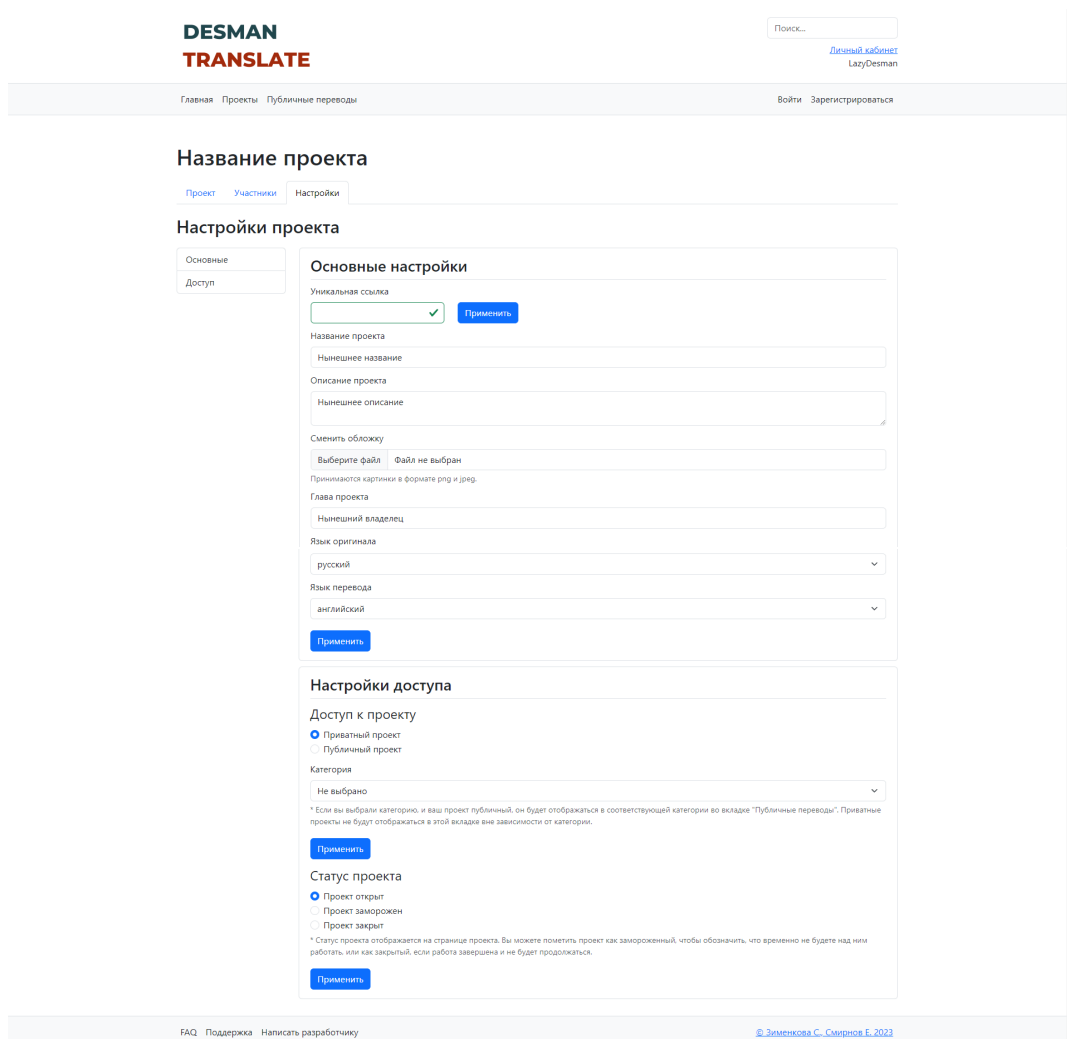 DESMAN
TRANSLATE
Поиск...
Личный кабинет
LazyDesman
Главная Проекты Публичные переводы
Войти Зарегистрироваться
Название проекта
Проект Участники Настройки
Настройки проекта
Основные
Доступ
Основные настройки
Уникальная ссылка
Применить
Название проекта
Нынешнее название
Описание проекта
Нынешнее описание
Сменить обложку
Выберите файл Файл не выбран
Принимаются картинки в формате png и jpeg.
Глава проекта
Нынешний владелец
Язык оригинала
русский
Язык перевода
английский
Применить
Настройки доступа
Доступ к проекту
Приватный проект
Публичный проект
Категория
Не выбрано
* Если вы выбрали категорию, и ваш проект публичный, он будет отображаться в соответствующей категории во вкладке "Публичные переводы". Приватные
проекты не будут отображаться в этой вкладке вне зависимости от категории.
Применить
Статус проекта
Проект открыт
Проект заморожен
Проект закрыт
* Статус проекта отображается на странице проекта. Вы можете пометить проект как замороженный, чтобы обозначить, что временно не будете над ним
работать, или как закрытый, если работа завершена и не будет продолжаться.
Применить
FAQ Поддержка Написать разработчику
© Зименкова С., Смирнов Е. 2023